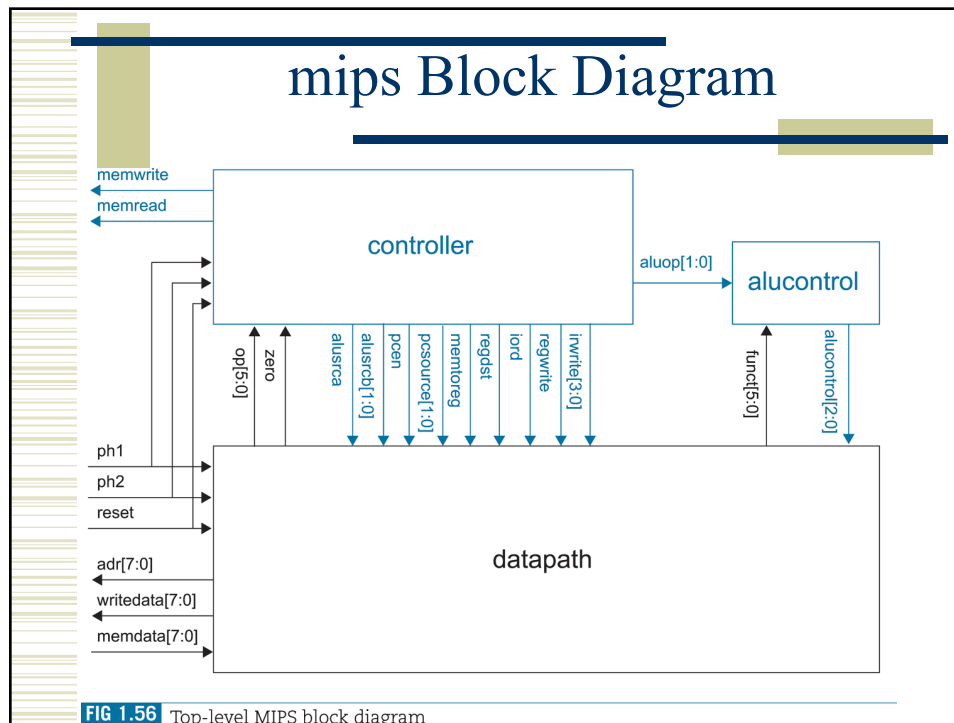 mips Block Diagram
memwrite
memread
controller
aluop[1:0]
alucontrol
op[5:0]
zero
alusrca
alusrcb[1:0]
pcen
pcsource[1:0]
memtoreg
regdst
iord
regwrite
irwrite[3:0]
funct[5:0]
alucontrol[2:0]
ph1
ph2
reset
adr[7:0]
writedata[7:0]
memdata[7:0]
datapath
FIG 1.56 Top-level MIPS block diagram